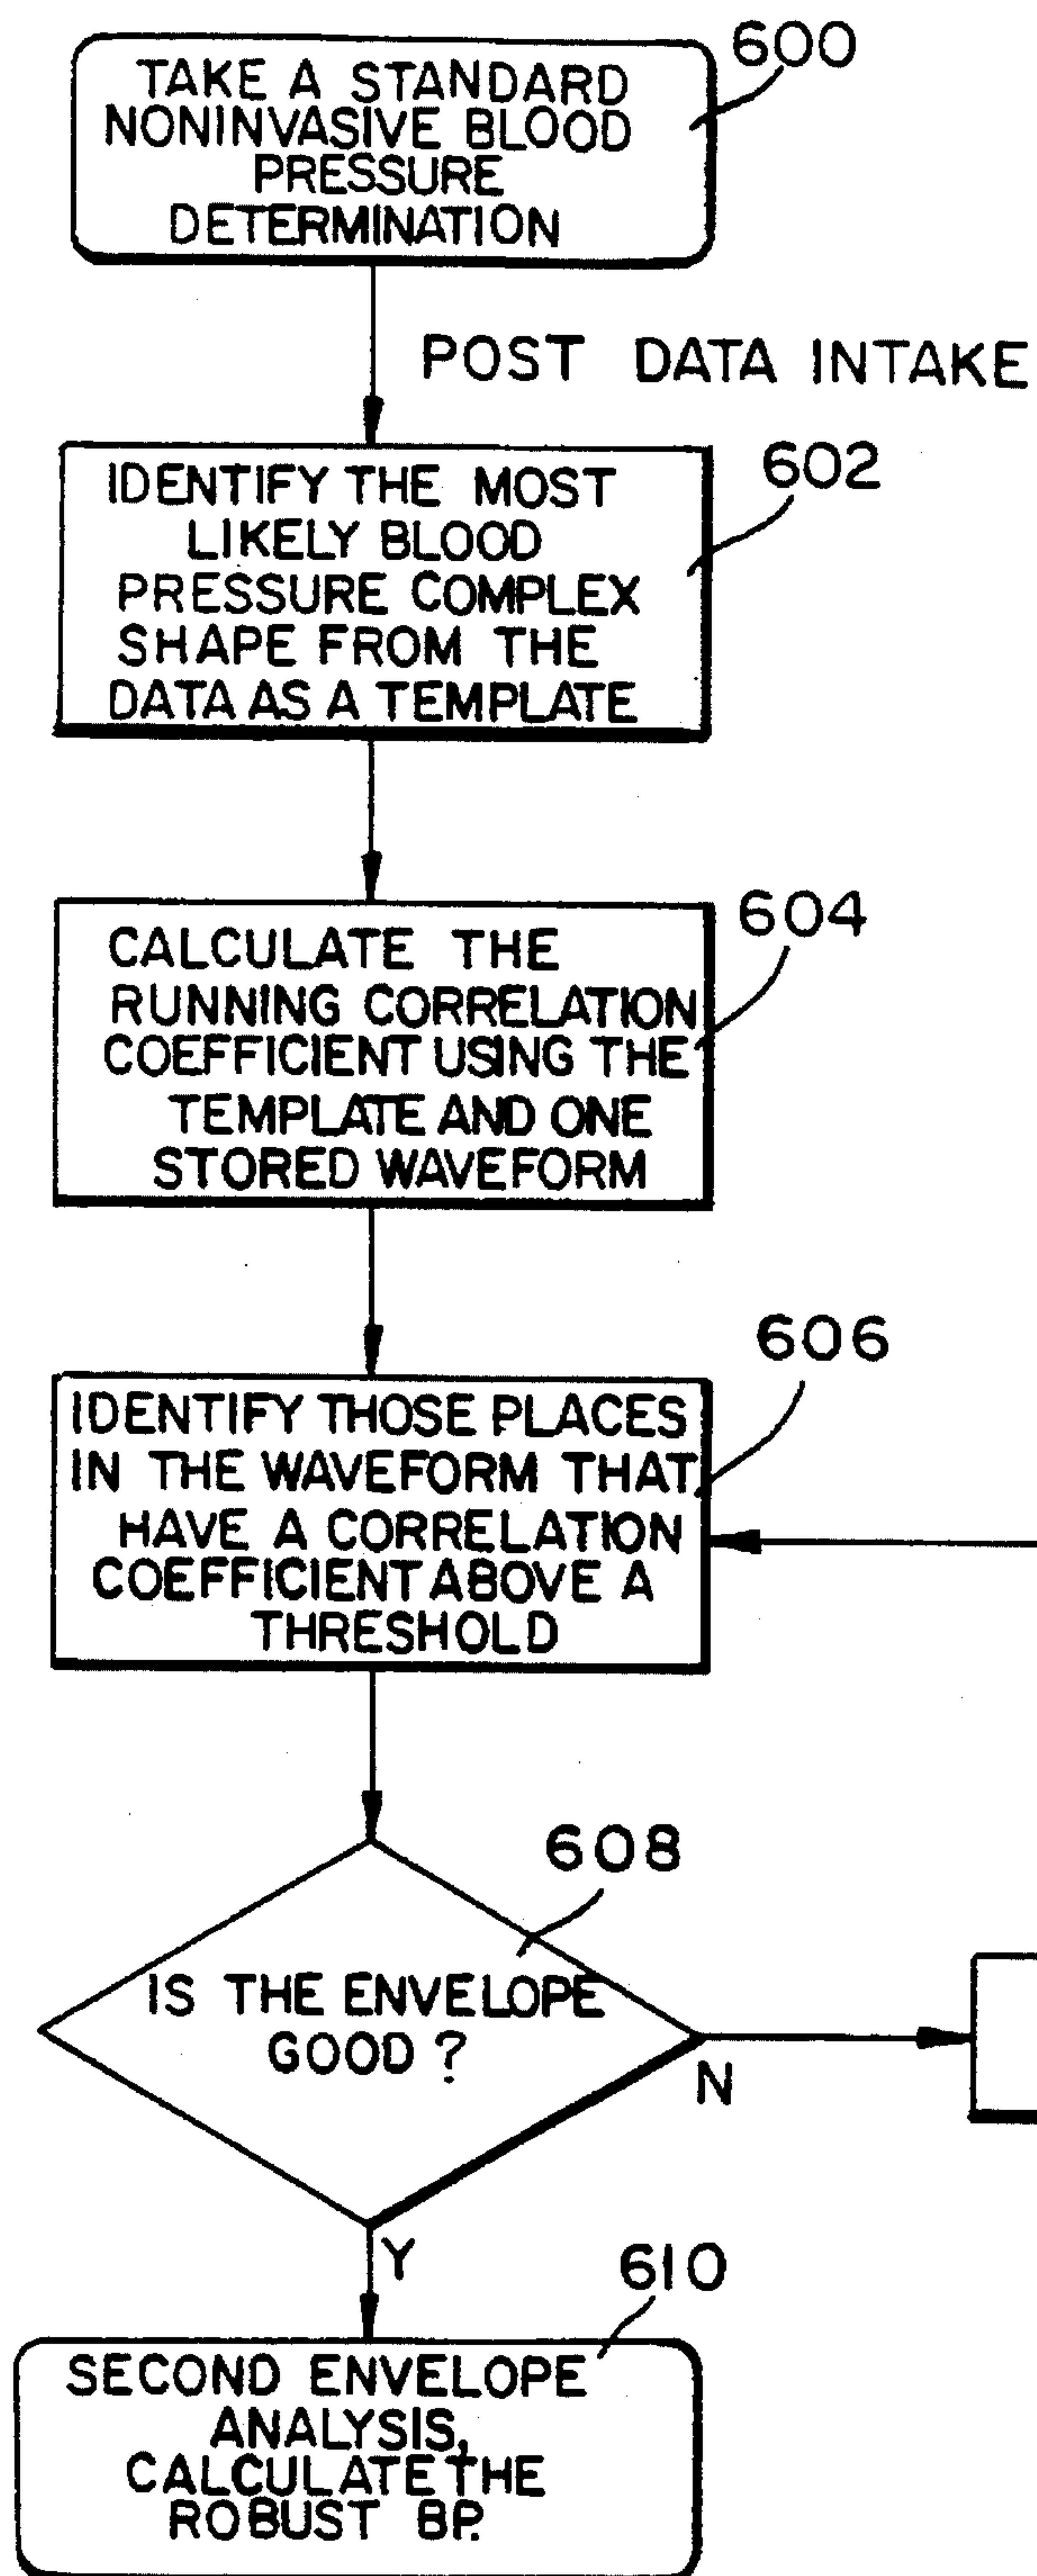 600
TAKE A STANDARD
NONINVASIVE BLOOD
PRESSURE
DETERMINATION
POST DATA INTAKE
602
IDENTIFY THE MOST
LIKELY BLOOD
PRESSURE COMPLEX
SHAPE FROM THE
DATA AS A TEMPLATE
604
CALCULATE THE
RUNNING CORRELATION
COEFFICIENT USING THE
TEMPLATE AND ONE
STORED WAVEFORM
606
IDENTIFY THOSE PLACES
IN THE WAVEFORM THAT
HAVE A CORRELATION
COEFFICIENT ABOVE A
THRESHOLD
608
IS THE ENVELOPE
GOOD ?
N
Y
610
SECOND ENVELOPE
ANALYSIS,
CALCULATE THE
ROBUST BP.